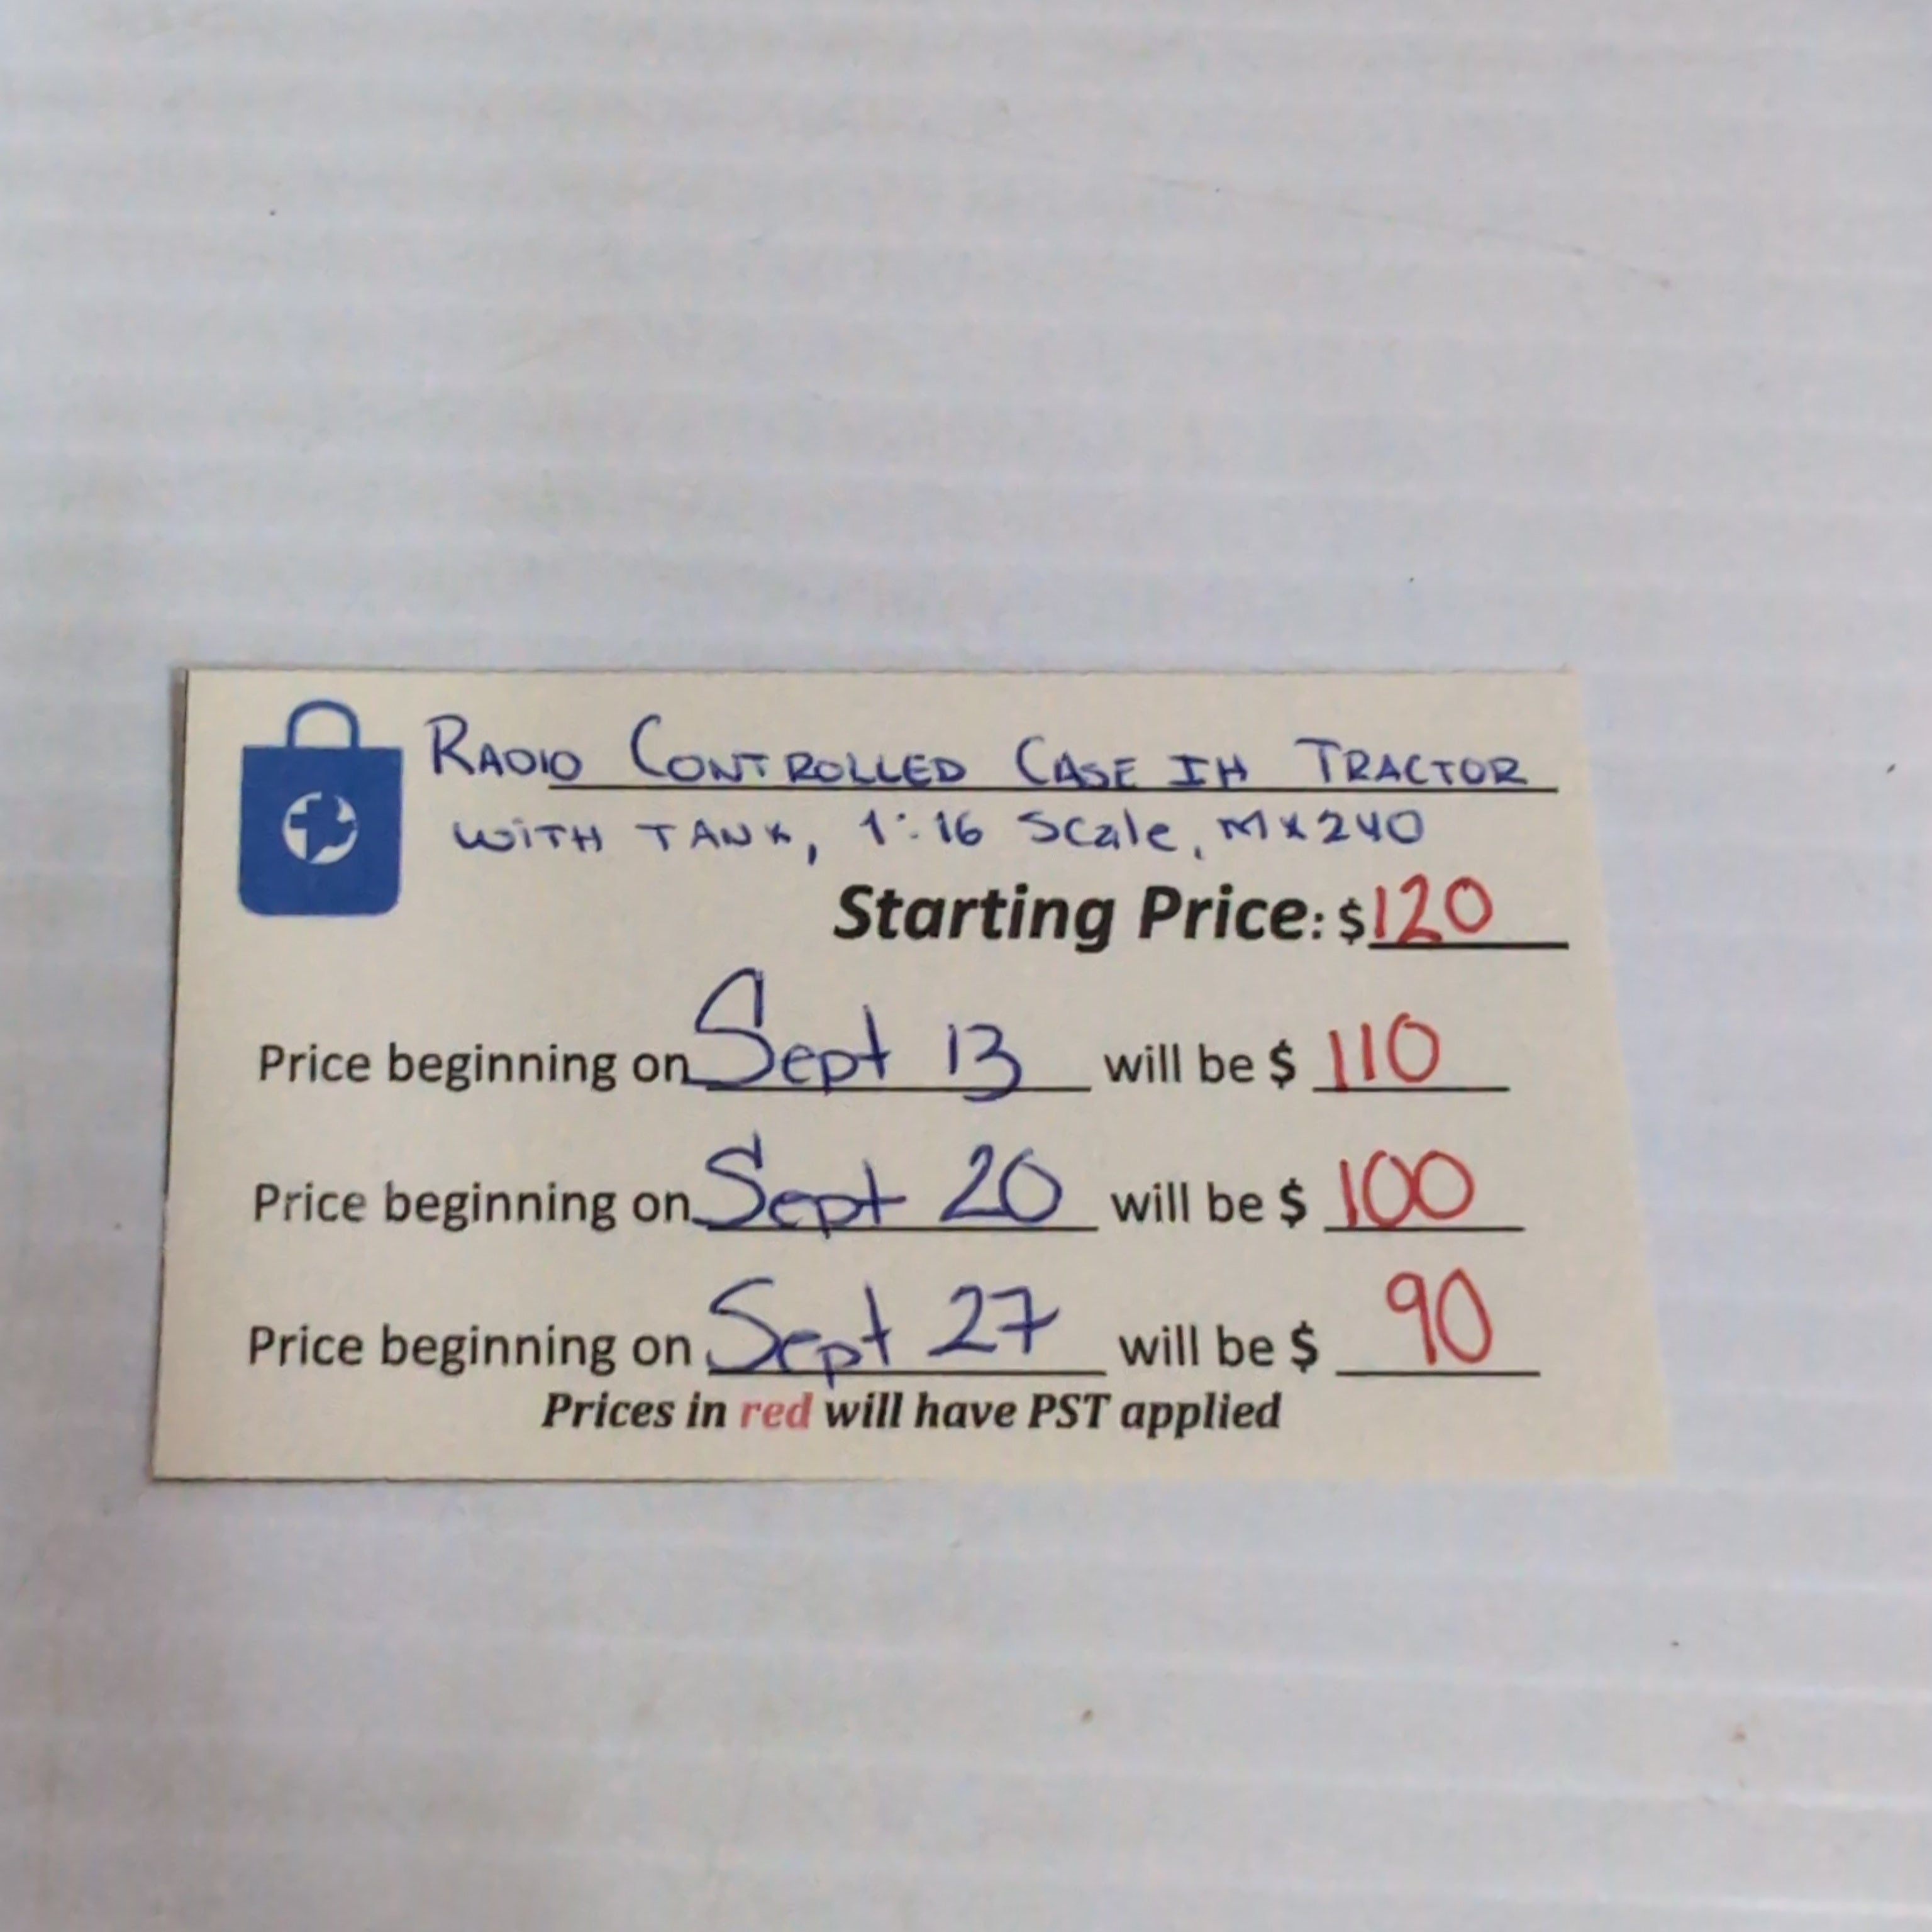 RADIO CONTROLLED CASE IH TRACTOR
WITH TANK, 1:16 Scale, MX240
Starting Price: $120
Price beginning on Sept 13 will be $ 110
Price beginning on Sept 20 will be $ 100
Price beginning on Sept 27 will be $ 90
Prices in red will have PST applied